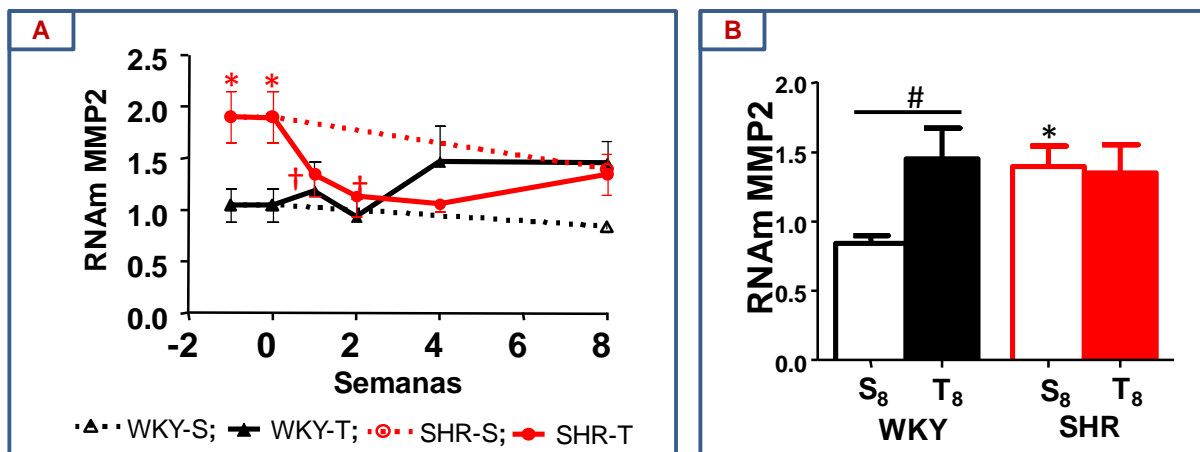 A
RNAm MMP2
2.5
2.0
1.5
1.0
0.5
0.0
* *
† †
-2 0 2 4 6 8
Semanas
WKY-S; WKY-T; SHR-S; SHR-T
B
RNAm MMP2
2.0
1.5
1.0
0.5
0.0
#
*
S₈ T₈ S₈ T₈
WKY SHR